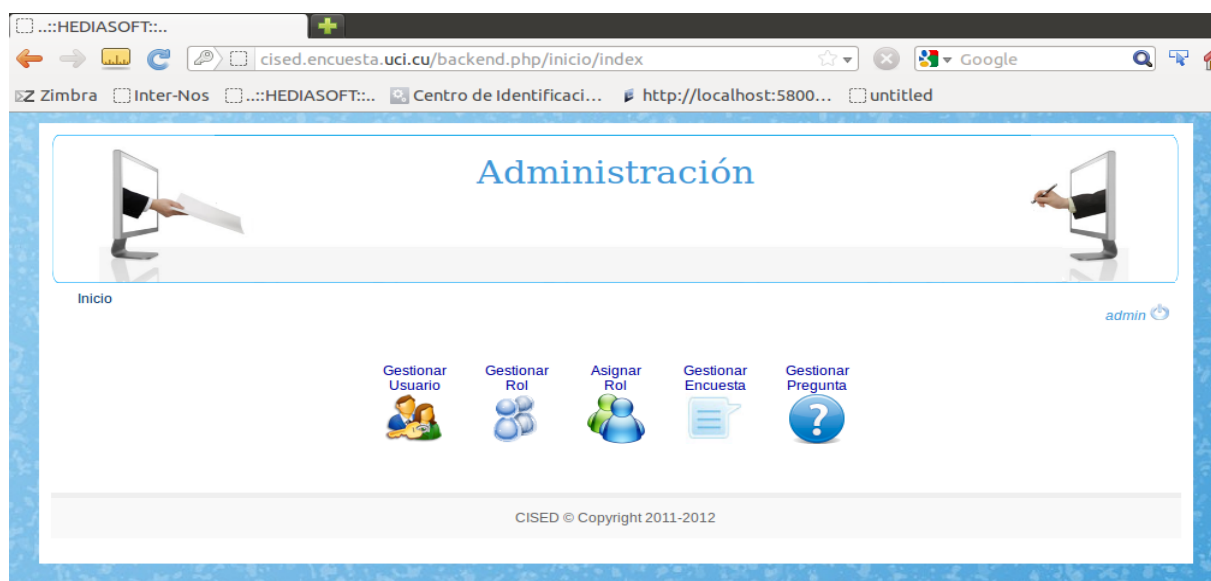 ..::HEDIASOFT::..
cised.encuesta.uci.cu/backend.php/inicio/index
Google
Zimbra Inter-Nos ..::HEDIASOFT::.. Centro de Identificaci... http://localhost:5800... untitled
Administración
Inicio
admin
Gestionar Usuario
Gestionar Rol
Asignar Rol
Gestionar Encuesta
Gestionar Pregunta
?
CISED © Copyright 2011-2012